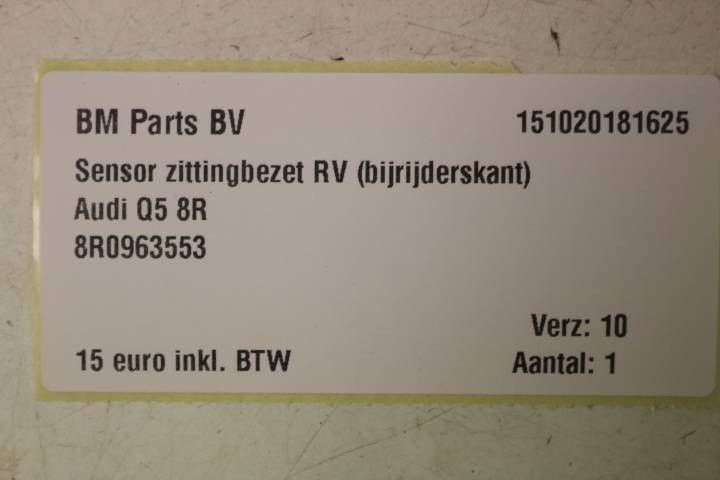 BM Parts BV 151020181625
Sensor zittingbezet RV (bijrijderskant)
Audi Q5 8R
8R0963553
Verz: 10
15 euro inkl. BTW Aantal: 1